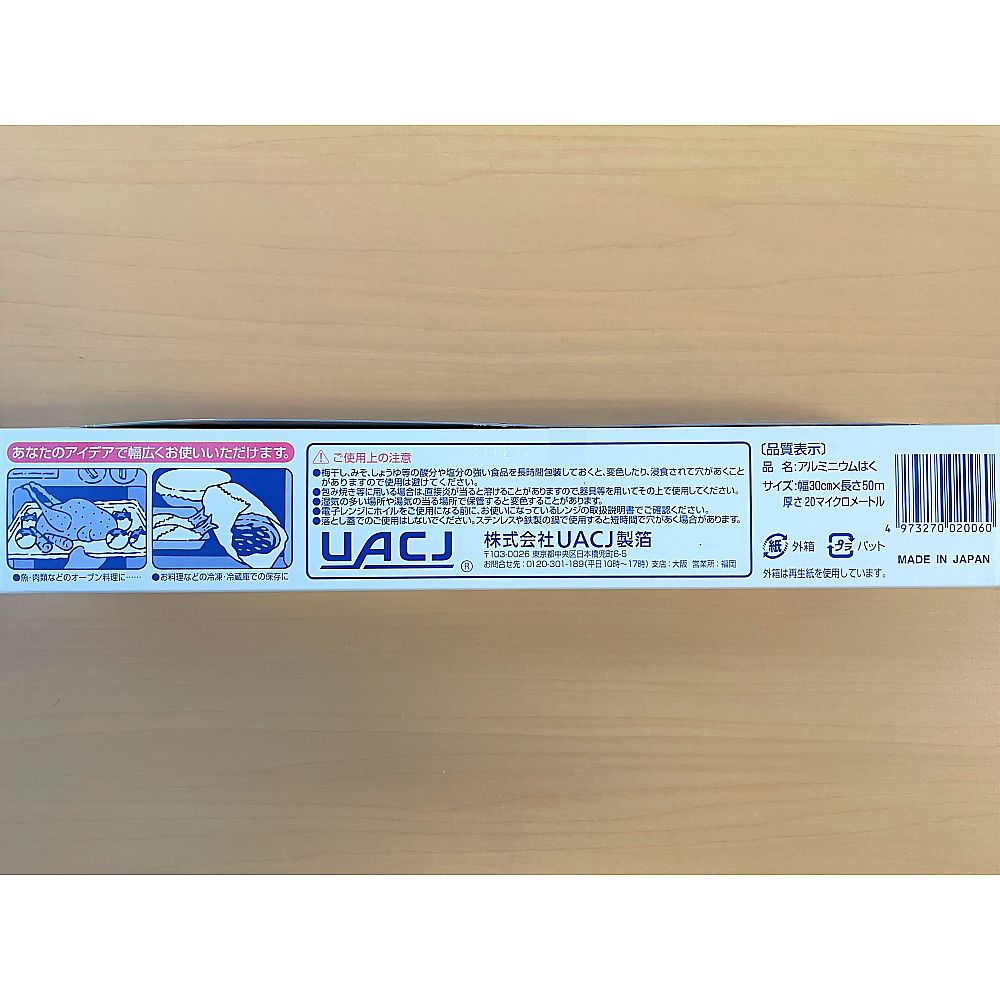 あなたのアイデアで幅広くお使いいただけます。
●魚・肉類などのオーブン料理に……
●お料理などの冷凍・冷蔵庫での保存に
ご使用上の注意
●梅干し、みそ、しょうゆ等の酸分や塩分の強い食品を長時間包装しておくと、変色したり、浸食されて穴があくこと
がありますので使用は避けてください。
●包み焼き等に用いる場合は、直接炎が当ると溶けることがありますので器具等を用いてその上で使用してください。
●湿気の多い場所や湯気の当る場所で保管すると変色することがあります。
●電子レンジにホイルをご使用になる前に、お使いになっているレンジの取扱説明書でご確認ください。
●落とし蓋でのご使用はしないでください。ステンレスや鉄製の鍋で使用すると短時間で穴があく場合があります。
UACJ ®
株式会社UACJ製箔
〒103-0026 東京都中央区日本橋兜町6-5
お問合せ先:0120-301-189(平日10時〜17時) 支店:大阪 営業所:福岡
〔品質表示〕
品 名:アルミニウムはく
サイズ:幅30cm×長さ50m
厚さ 20マイクロメートル
紙 外箱 プラ パット
外箱は再生紙を使用しています。
4 973270 020060
MADE IN JAPAN